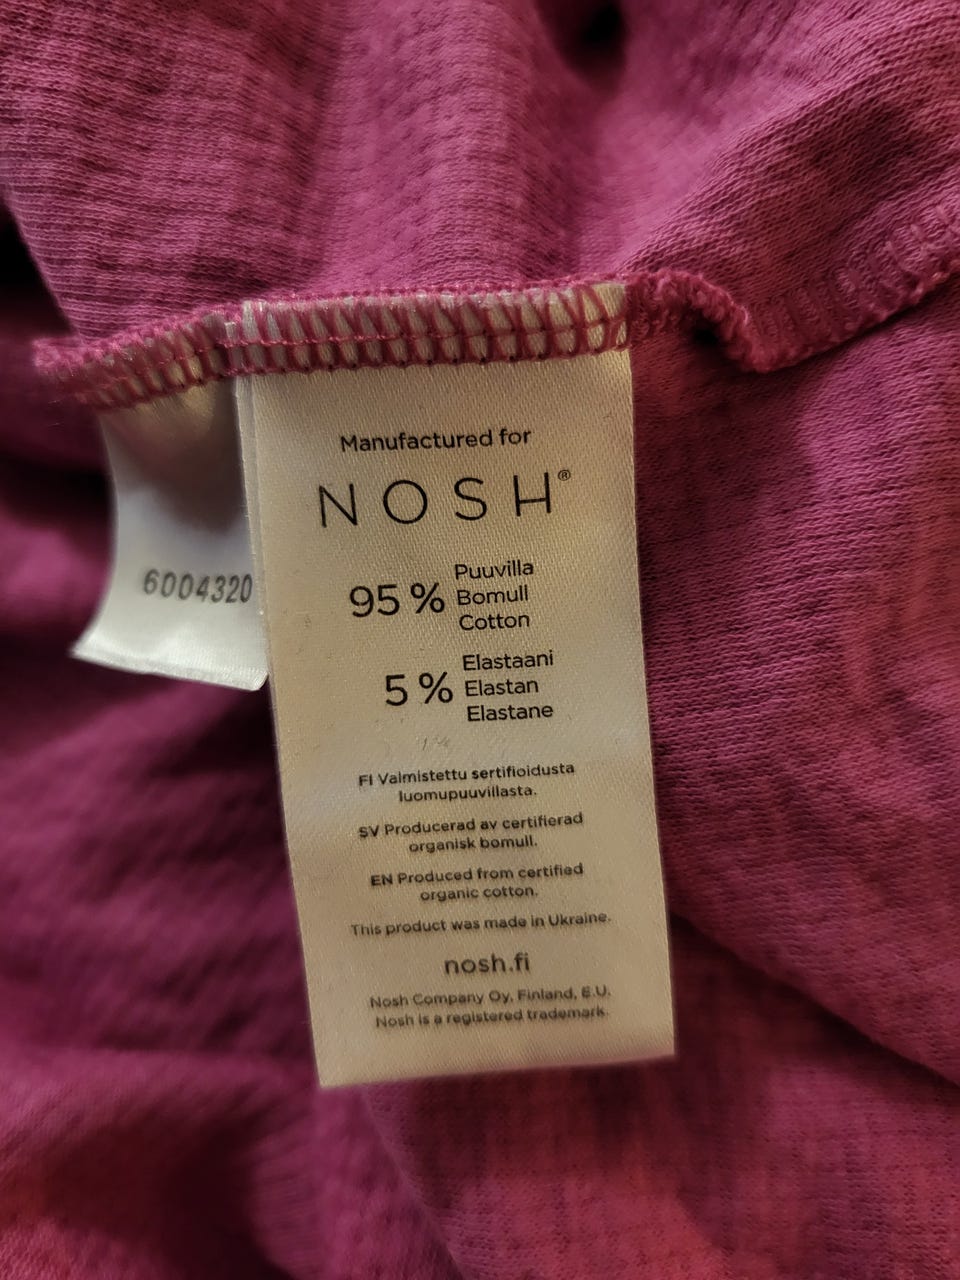 Manufactured for
NOSH®
95 % Puuvilla
Bomull
Cotton
5 % Elastaani
Elastan
Elastane
FI Valmistettu sertifioidusta
luomupuuvillasta.
SV Producerad av certifierad
organisk bomull.
EN Produced from certified
organic cotton.
This product was made in Ukraine.
nosh.fi
Nosh Company Oy, Finland, E.U.
Nosh is a registered trademark.
6004320